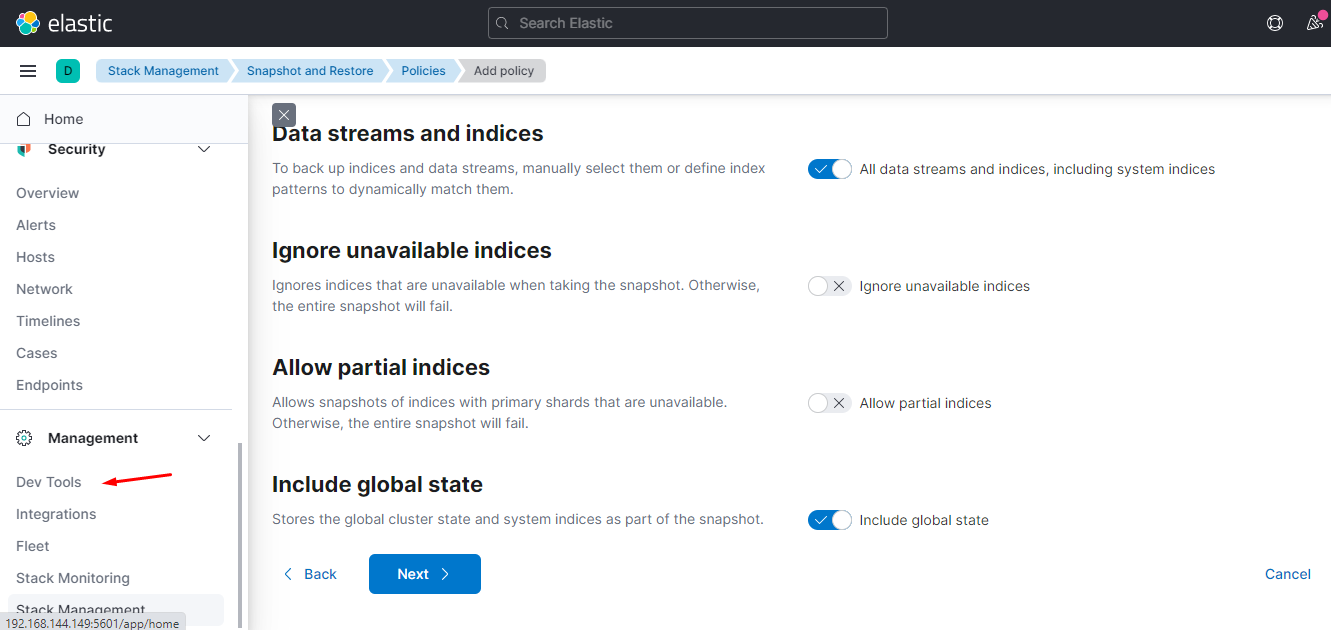 elastic
Search Elastic
D
Stack Management
Snapshot and Restore
Policies
Add policy
Home
Security
Overview
Alerts
Hosts
Network
Timelines
Cases
Endpoints
Management
Dev Tools
Integrations
Fleet
Stack Monitoring
Stack Management
192.168.144.149:5601/app/home
Data streams and indices
To back up indices and data streams, manually select them or define index
patterns to dynamically match them.
All data streams and indices, including system indices
Ignore unavailable indices
Ignores indices that are unavailable when taking the snapshot. Otherwise,
the entire snapshot will fail.
Ignore unavailable indices
Allow partial indices
Allows snapshots of indices with primary shards that are unavailable.
Otherwise, the entire snapshot will fail.
Allow partial indices
Include global state
Stores the global cluster state and system indices as part of the snapshot.
Include global state
Back
Next
Cancel